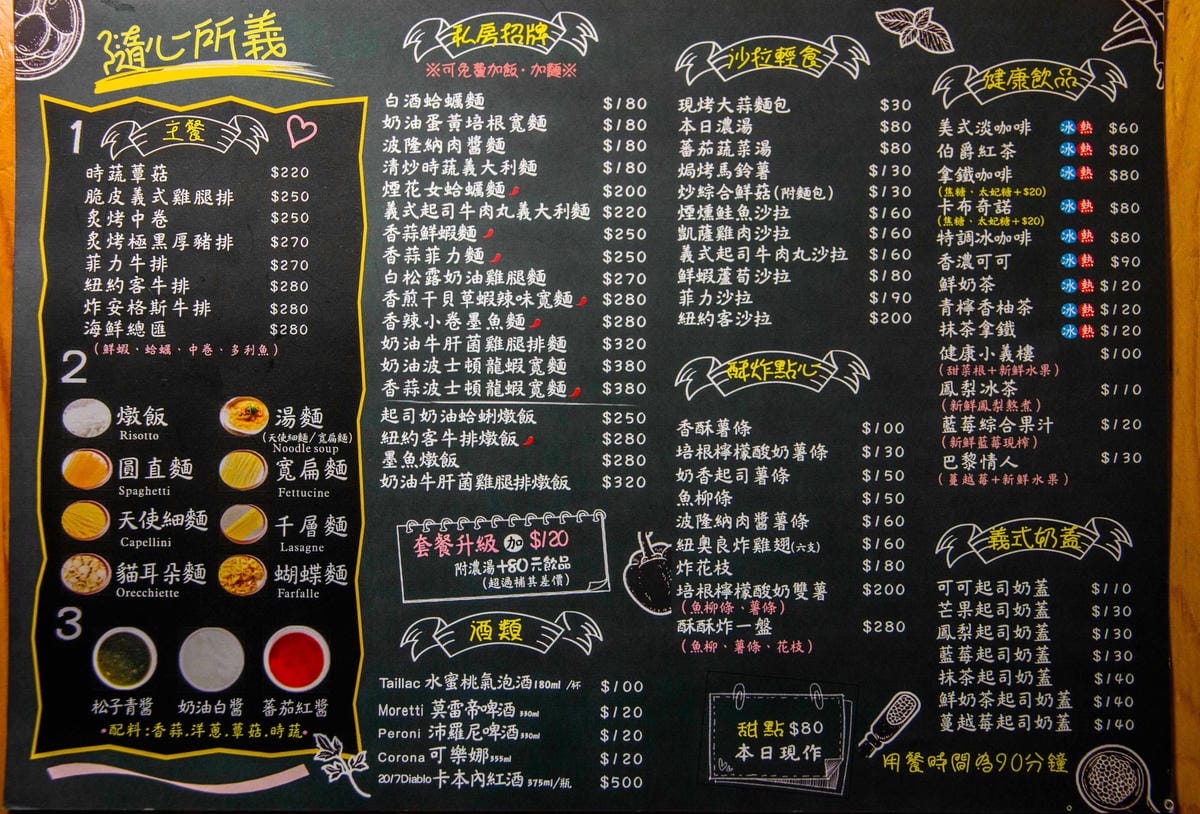 隨心所義
1 主餐
時蔬蕈菇 $220
脆皮義式雞腿排 $250
炙烤中卷 $250
炙烤極黑厚豬排 $270
菲力牛排 $270
紐約客牛排 $280
炸安格斯牛排 $280
海鮮總匯 $280
(鮮蝦、蛤蠣、中卷、多利魚)
2
燉飯 Risotto
湯麵 (天使細麵/寬扁麵) Noodle soup
圓直麵 Spaghetti
寬扁麵 Fettucine
天使細麵 Capellini
千層麵 Lasagne
貓耳朵麵 Orecchiette
蝴蝶麵 Farfalle
3
松子青醬 奶油白醬 蕃茄紅醬
•配料:香蒜.洋蔥.蕈菇.時蔬•
私房招牌
※可免費加飯、加麵※
白酒蛤蠣麵 $180
奶油蛋黃培根寬麵 $180
波隆納肉醬麵 $180
清炒時蔬義大利麵 $180
煙花女蛤蠣麵 $200
義式起司牛肉丸義大利麵 $220
香蒜鮮蝦麵 $250
香蒜菲力麵 $250
白松露奶油雞腿麵 $270
香煎干貝草蝦辣味寬麵 $280
香辣小卷墨魚麵 $280
奶油牛肝菌雞腿排麵 $320
奶油波士頓龍蝦寬麵 $380
香蒜波士頓龍蝦寬麵 $380
起司奶油蛤蜊燉飯 $250
紐約客牛排燉飯 $280
墨魚燉飯 $280
奶油牛肝菌雞腿排燉飯 $320
套餐升級 加 $120
附濃湯+80元飲品
(超過補其差價)
酒類
Taillac 水蜜桃氣泡酒 180ml /杯 $100
Moretti 莫雷帝啤酒 330ml $120
Peroni 沛羅尼啤酒 330ml $120
Corona 可樂娜 355ml $120
2017Diablo 卡本內紅酒 375ml/瓶 $500
沙拉輕食
現烤大蒜麵包 $30
本日濃湯 $80
蕃茄蔬菜湯 $80
焗烤馬鈴薯 $130
炒綜合鮮菇(附麵包) $130
煙燻鮭魚沙拉 $160
凱薩雞肉沙拉 $160
義式起司牛肉丸沙拉 $160
鮮蝦蘆筍沙拉 $180
菲力沙拉 $190
紐約客沙拉 $200
酥炸點心
香酥薯條 $100
培根檸檬酸奶薯條 $130
奶香起司薯條 $150
魚柳條 $150
波隆納肉醬薯條 $160
紐奧良炸雞翅(六支) $160
炸花枝 $180
培根檸檬酸奶雙薯 $200
(魚柳條、薯條)
酥酥炸一盤 $280
(魚柳、薯條、花枝)
甜點 $80
本日現作
健康飲品
美式淡咖啡 冰 熱 $60
伯爵紅茶 冰 熱 $80
拿鐵咖啡 冰 熱 $80
(焦糖、太妃糖+$20)
卡布奇諾 冰 熱 $80
(焦糖、太妃糖+$20)
特調冰咖啡 冰 熱 $80
香濃可可 冰 熱 $90
鮮奶茶 冰 熱 $120
青檸香柚茶 冰 熱 $120
抹茶拿鐵 冰 熱 $120
健康小義樓 $100
(甜菜根+新鮮水果)
鳳梨冰茶 $110
(新鮮鳳梨熬煮)
藍莓綜合果汁 $120
(新鮮藍莓現榨)
巴黎情人 $130
(蔓越莓+新鮮水果)
義式奶蓋
可可起司奶蓋 $110
芒果起司奶蓋 $130
鳳梨起司奶蓋 $130
藍莓起司奶蓋 $130
抹茶起司奶蓋 $140
鮮奶茶起司奶蓋 $140
蔓越莓起司奶蓋 $140
用餐時間為90分鐘